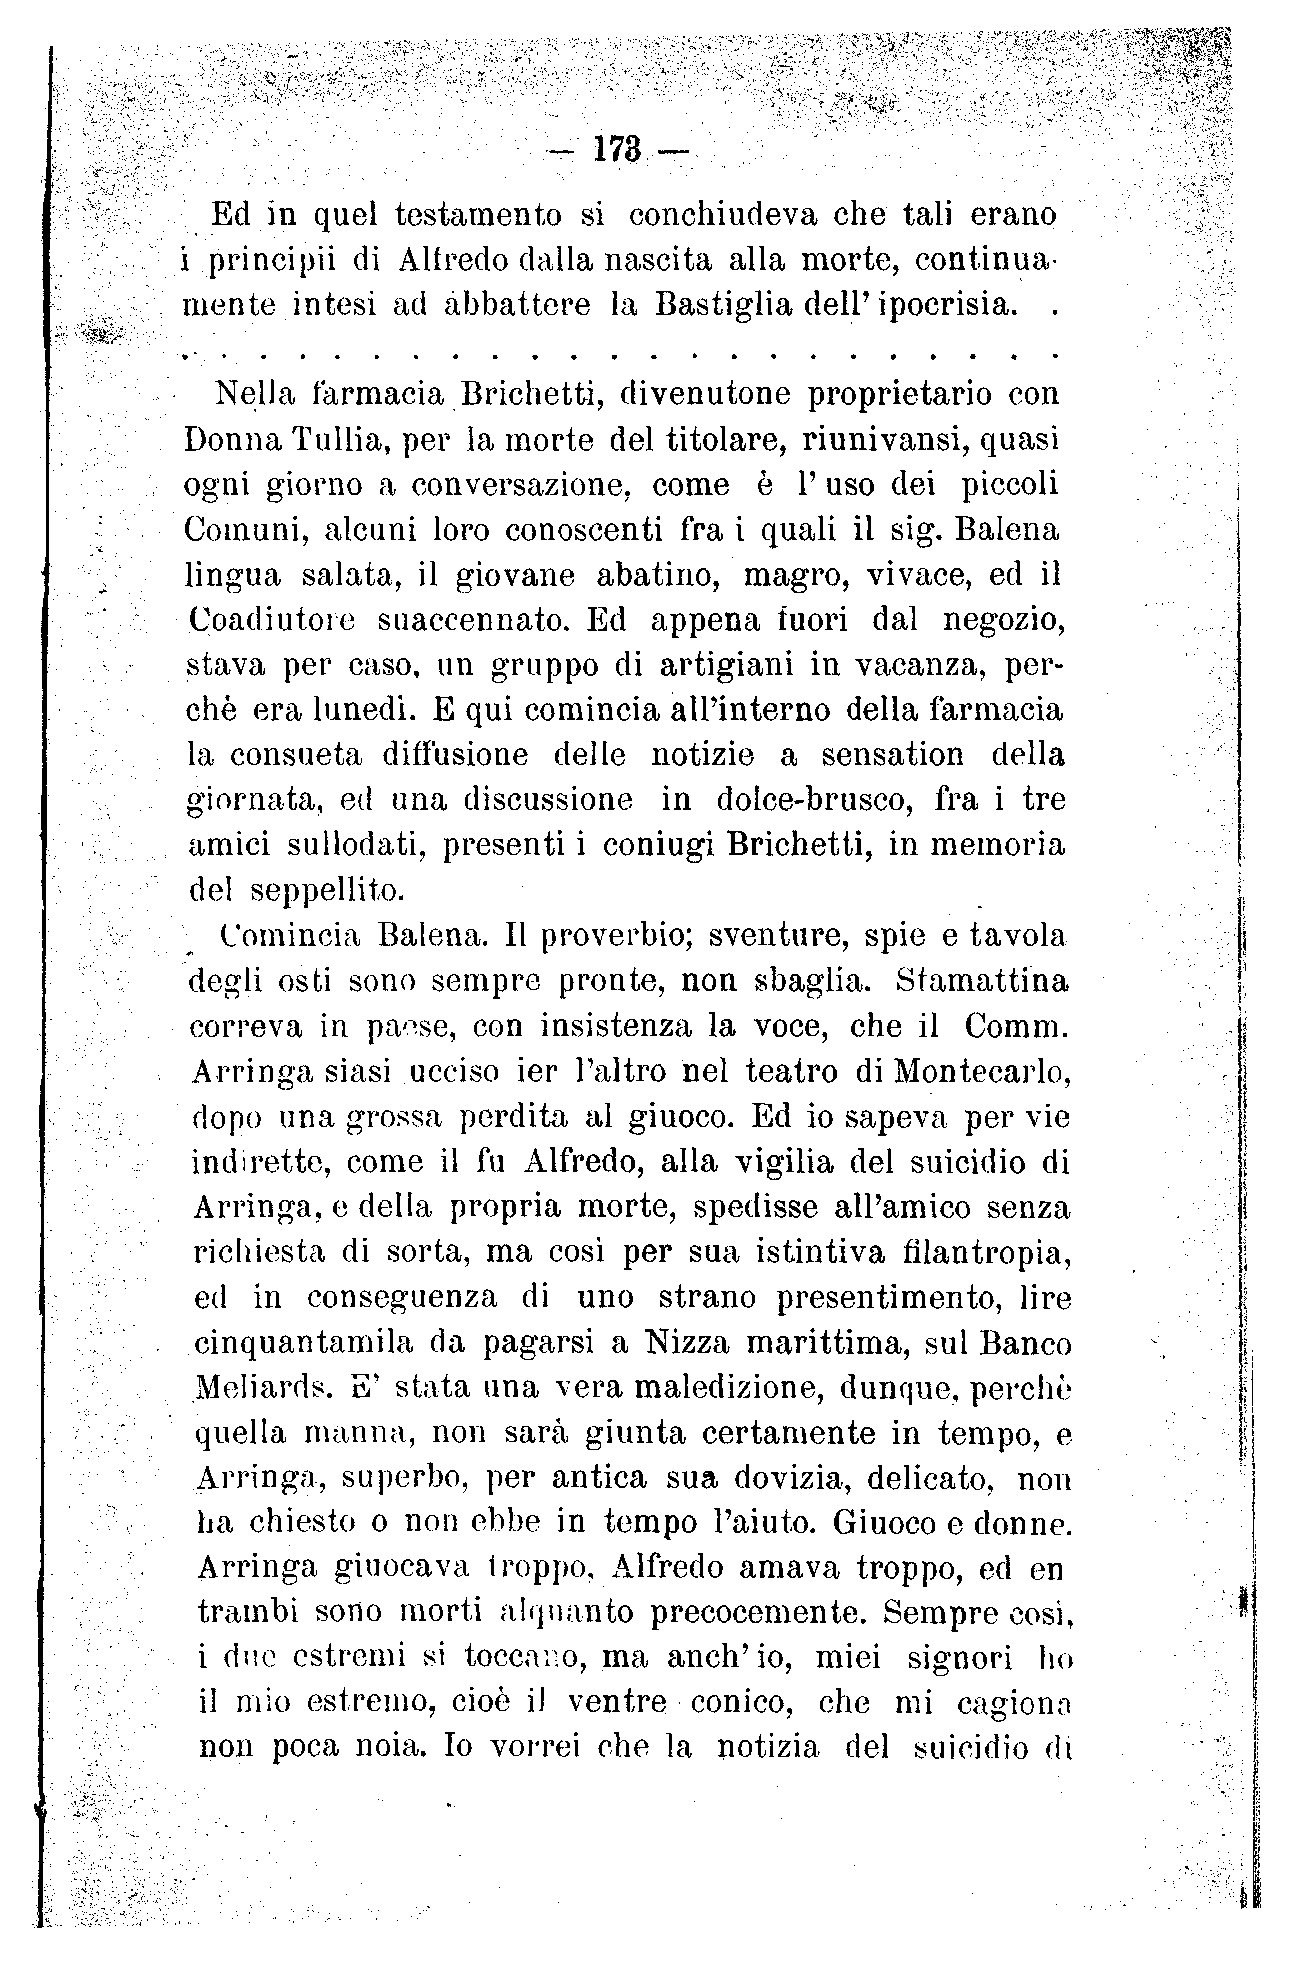 — 173 —
Ed in quel testamento si conchiudeva che tali erano
i principii di Alfredo dalla nascita alla morte, continua-
mente intesi ad abbattere la Bastiglia dell' ipocrisia. .
. . . . . . . . . . . . . . . . . . . . . . .
Nella farmacia Brichetti, divenutone proprietario con
Donna Tullia, per la morte del titolare, riunivansi, quasi
ogni giorno a conversazione, come è l' uso dei piccoli
Comuni, alcuni loro conoscenti fra i quali il sig. Balena
lingua salata, il giovane abatino, magro, vivace, ed il
Coadiutore suaccennato. Ed appena fuori dal negozio,
stava per caso, un gruppo di artigiani in vacanza, per-
chè era lunedì. E qui comincia all'interno della farmacia
la consueta diffusione delle notizie a sensation della
giornata, ed una discussione in dolce-brusco, fra i tre
amici sullodati, presenti i coniugi Brichetti, in memoria
del seppellito.
Comincia Balena. Il proverbio; sventure, spie e tavola
degli osti sono sempre pronte, non sbaglia. Stamattina
correva in paese, con insistenza la voce, che il Comm.
Arringa siasi ucciso ier l'altro nel teatro di Montecarlo,
dopo una grossa perdita al giuoco. Ed io sapeva per vie
indirette, come il fu Alfredo, alla vigilia del suicidio di
Arringa, e della propria morte, spedisse all'amico senza
richiesta di sorta, ma così per sua istintiva filantropia,
ed in conseguenza di uno strano presentimento, lire
cinquantamila da pagarsi a Nizza marittima, sul Banco
Meliards. E' stata una vera maledizione, dunque, perchè
quella manna, non sarà giunta certamente in tempo, e
Arringa, superbo, per antica sua dovizia, delicato, non
ha chiesto o non ebbe in tempo l'aiuto. Giuoco e donne.
Arringa giuocava troppo, Alfredo amava troppo, ed en
trambi sono morti alquanto precocemente. Sempre così,
i due estremi si toccano, ma anch' io, miei signori ho
il mio estremo, cioè il ventre conico, che mi cagiona
non poca noia. Io vorrei che la notizia del suicidio di